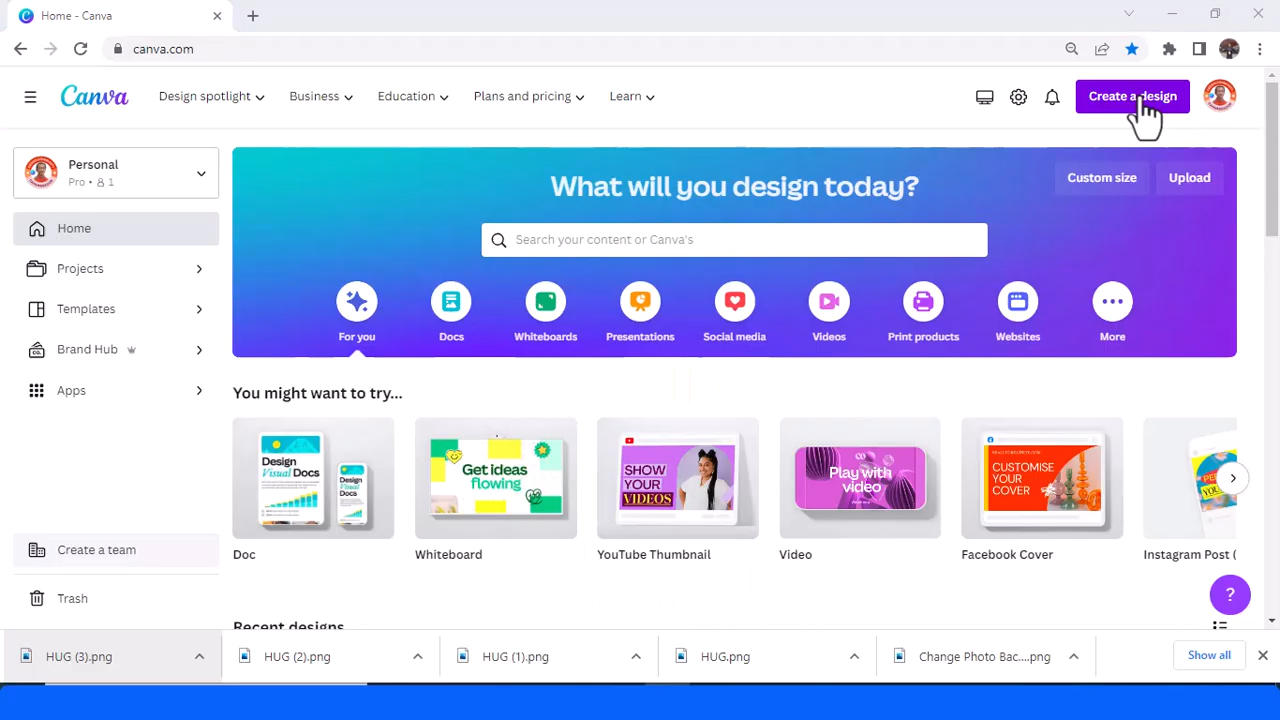 Home - Canva
canva.com
Canva
Design spotlight
Business
Education
Plans and pricing
Learn
Create a design
Personal
Pro • 1
Home
Projects
Templates
Brand Hub
Apps
Create a team
Trash
What will you design today?
Custom size
Upload
Search your content or Canva's
For you
Docs
Whiteboards
Presentations
Social media
Videos
Print products
Websites
More
You might want to try...
Design
Visual Docs
Design
Visual
Docs
Get ideas
flowing
SHOW
YOUR
VIDEOS
Play with
video
CUSTOMISE
YOUR
COVER
Doc
Whiteboard
YouTube Thumbnail
Video
Facebook Cover
Instagram Post (
?
Recent designs
HUG (3).png
HUG (2).png
HUG (1).png
HUG.png
Change Photo Bac....png
Show all